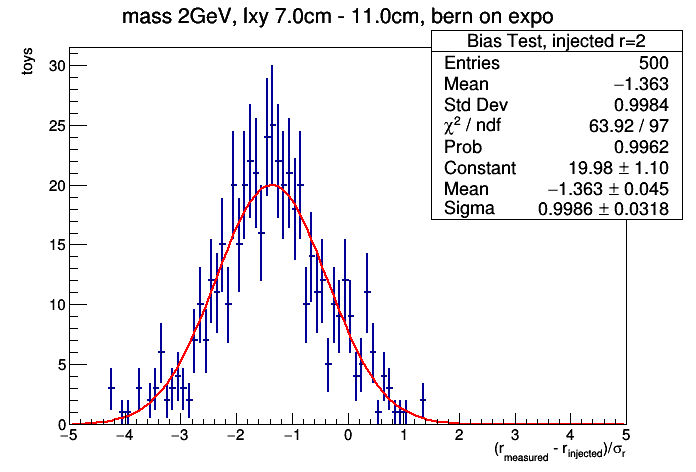 mass 2GeV, lxy 7.0cm - 11.0cm, bern on expo
Bias Test, injected r=2
Entries 500
Mean −1.363
Std Dev 0.9984
χ² / ndf 63.92 / 97
Prob 0.9962
Constant 19.98 ± 1.10
Mean −1.363 ± 0.045
Sigma 0.9986 ± 0.0318
toys
30
25
20
15
10
5
0
−5 −4 −3 −2 −1 0 1 2 3 4 5
(r_measured - r_injected)/σ_r